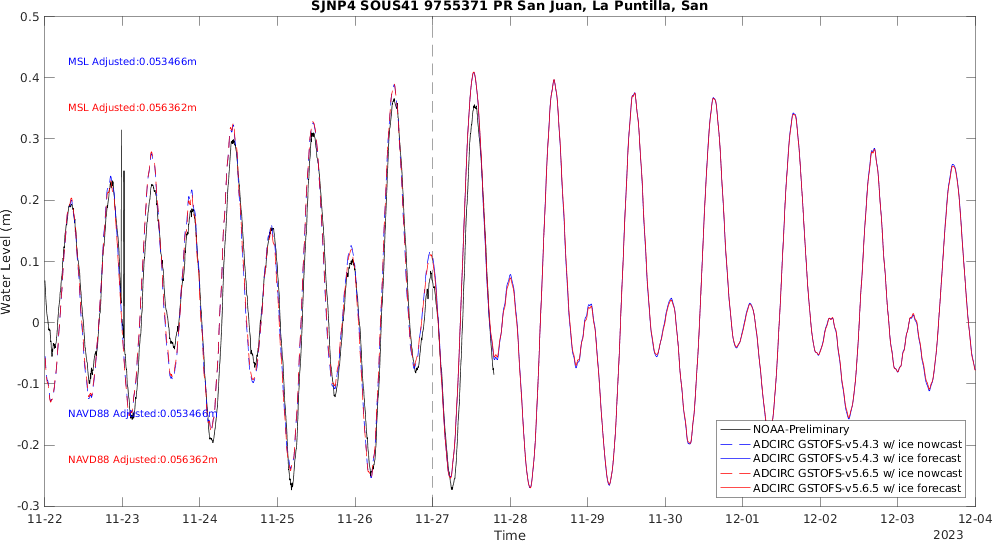 SJNP4 SOUS41 9755371 PR San Juan, La Puntilla, San
Water Level (m)
0.5
0.4
0.3
0.2
0.1
0
-0.1
-0.2
-0.3
MSL Adjusted:0.053466m
MSL Adjusted:0.056362m
NAVD88 Adjusted:0.053466m
NAVD88 Adjusted:0.056362m
NOAA-Preliminary
ADCIRC GSTOFS-v5.4.3 w/ ice nowcast
ADCIRC GSTOFS-v5.4.3 w/ ice forecast
ADCIRC GSTOFS-v5.6.5 w/ ice nowcast
ADCIRC GSTOFS-v5.6.5 w/ ice forecast
11-22 11-23 11-24 11-25 11-26 11-27 11-28 11-29 11-30 12-01 12-02 12-03 12-04
Time
2023